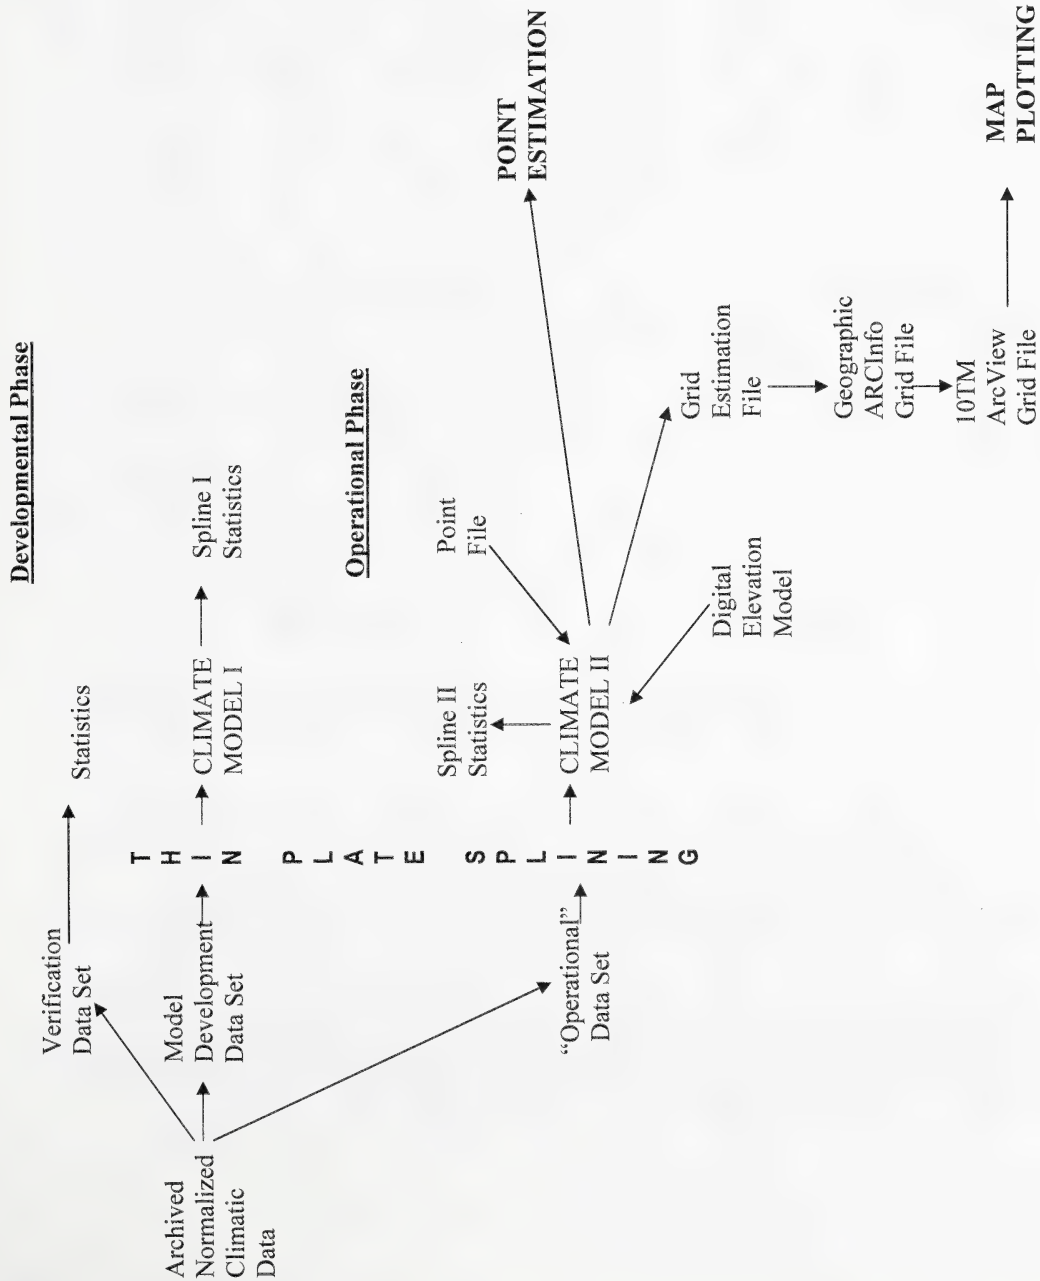 Developmental Phase
Verification
Data Set
Statistics
Archived
Normalized
Climatic
Data
Model
Development
Data Set
THIN PLATE SPLINING
CLIMATE
MODEL I
Spline I
Statistics
Operational Phase
Spline II
Statistics
Point
File
“Operational”
Data Set
CLIMATE
MODEL II
POINT
ESTIMATION
Digital
Elevation
Model
Grid
Estimation
File
Geographic
ARCInfo
Grid File
10TM
ArcView
Grid File
MAP
PLOTTING